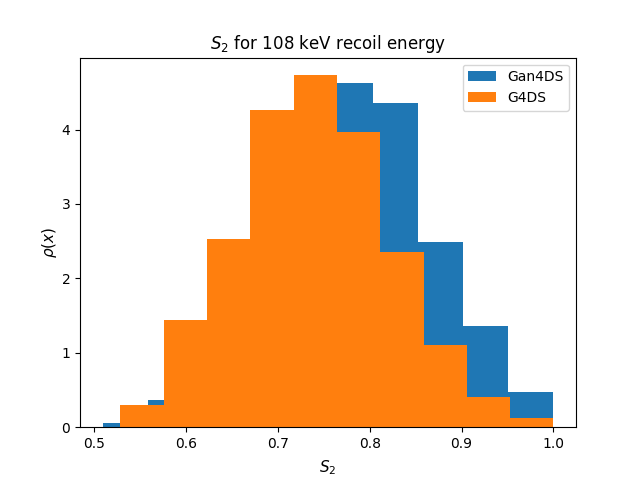 S₂ for 108 keV recoil energy
Gan4DS
G4DS
ρ(x)
4
3
2
1
0
0.5 0.6 0.7 0.8 0.9 1.0
S₂